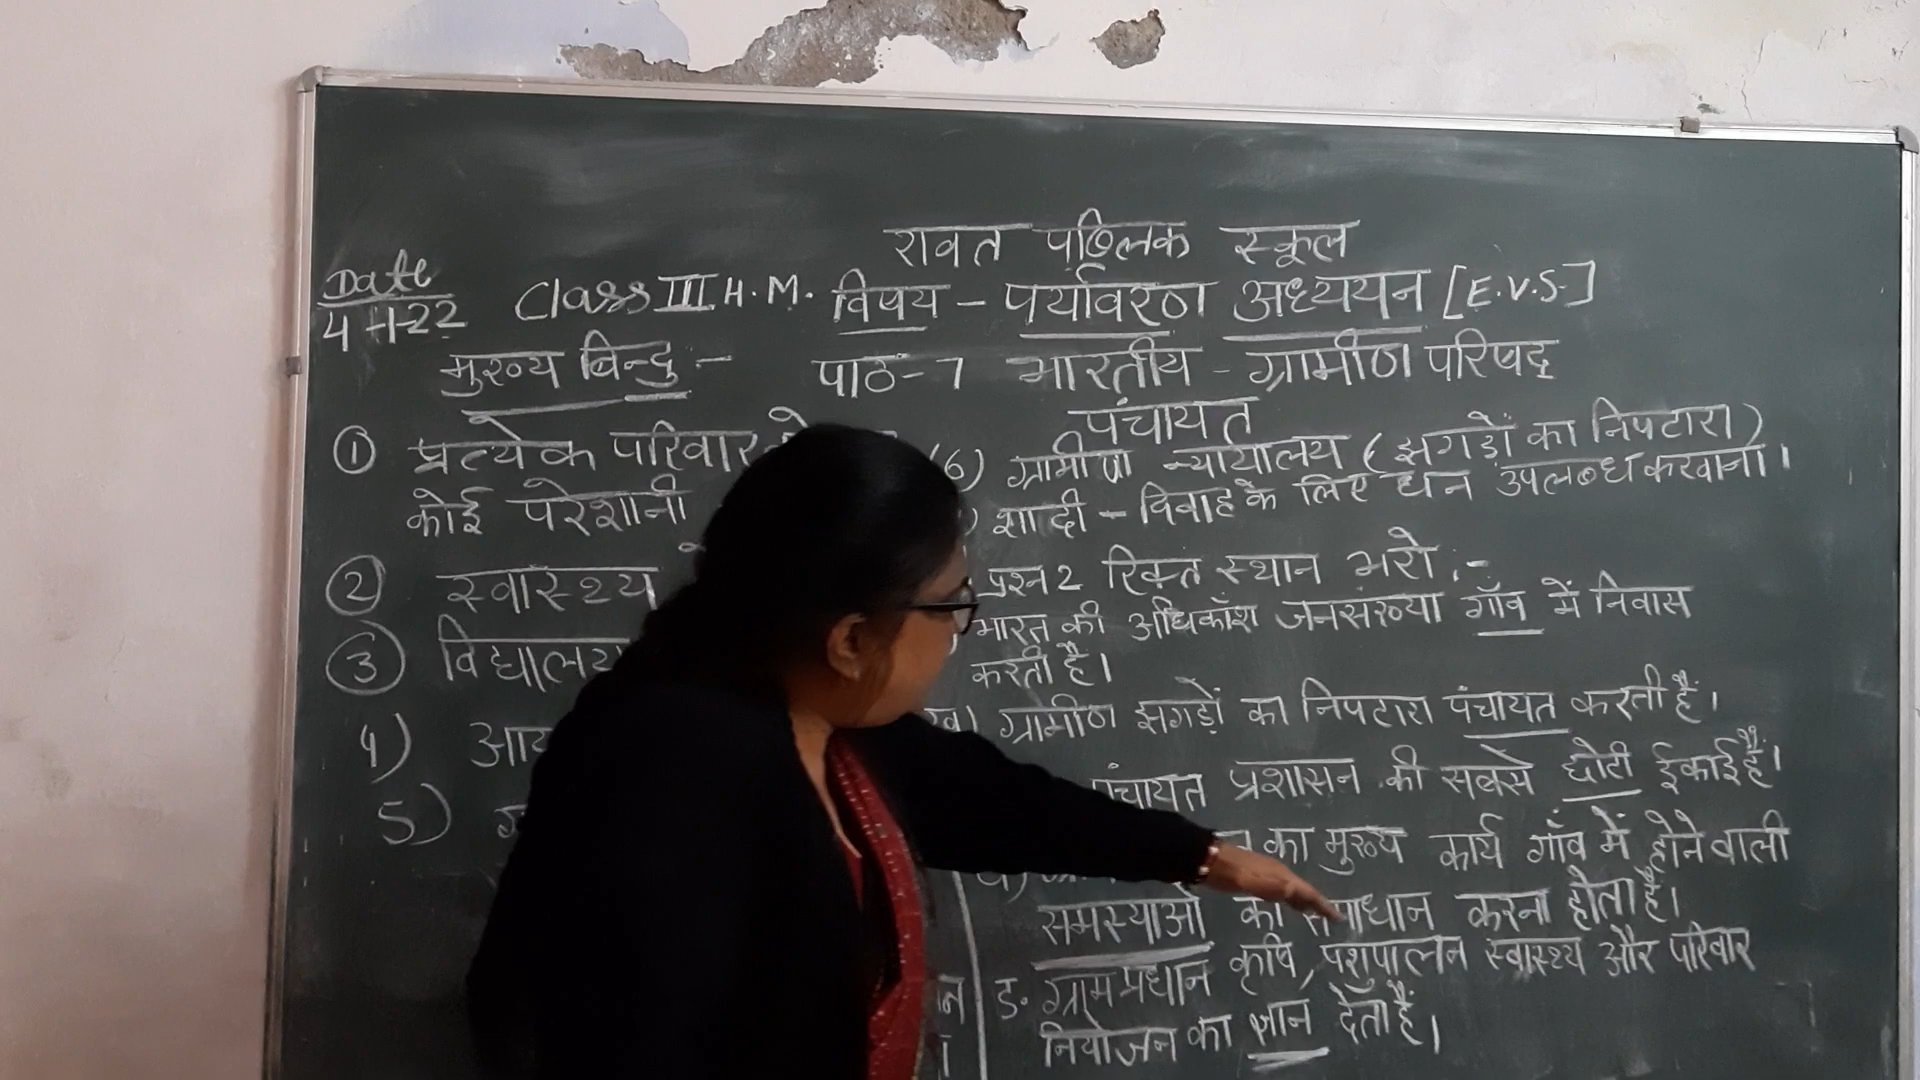 रावत पब्लिक स्कूल
Date
4-1-22
Class III H.M. विषय - पर्यावरण अध्ययन [E.V.S.]
मुख्य बिन्दु :- पाठ-7 भारतीय - ग्रामीण परिषद
पंचायत
① प्रत्येक परिवार
कोई परेशानी
② स्वास्थ्य
③ विद्यालय
4)
5)
(6) ग्रामीण न्यायालय (झगड़ों का निपटारा)
शादी - विवाह के लिए धन उपलब्ध करवाना।
प्रश्न 2 रिक्त स्थान भरो :-
भारत की अधिकाँश जनसंख्या गाँव में निवास
करती है।
ख) ग्रामीण झगड़ों का निपटारा पंचायत करती है।
पंचायत प्रशासन की सबसे छोटी ईकाई है।
का मुख्य कार्य गाँव में होने वाली
समस्याओं का समाधान करना होता है।
ड. ग्राम प्रधान कृषि, पशुपालन स्वास्थ्य और परिवार
नियोजन का ज्ञान देता है।